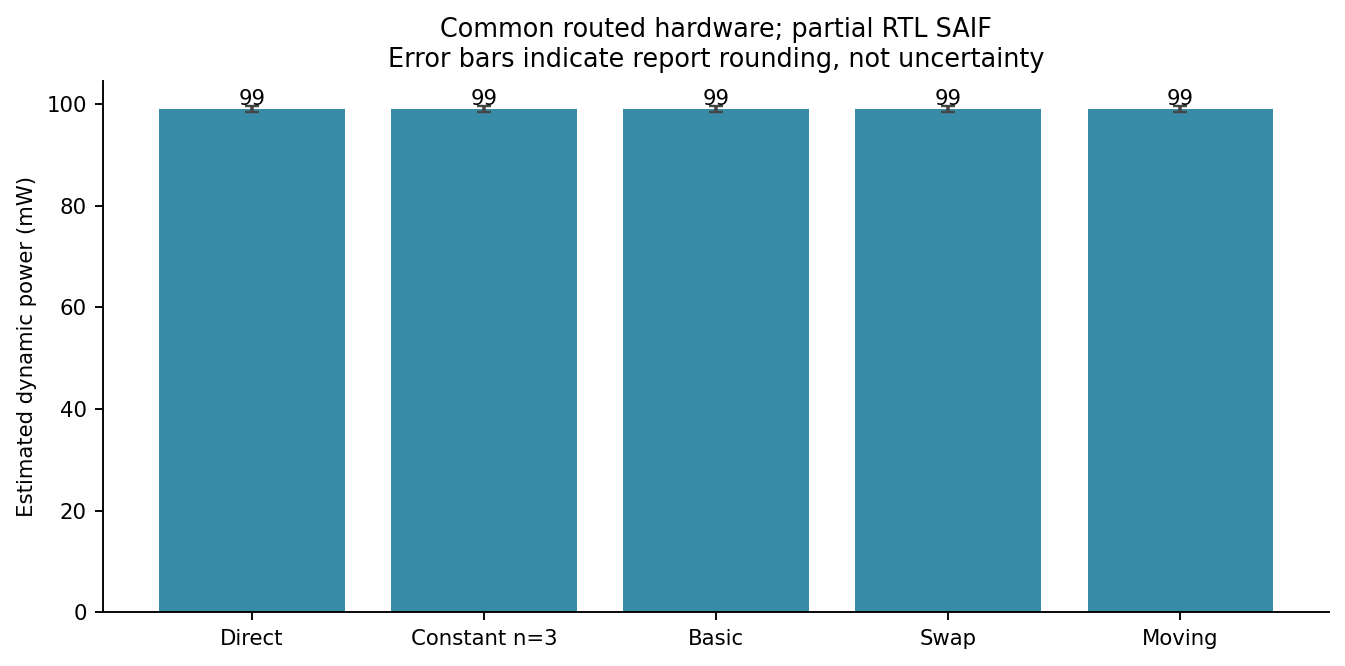 Common routed hardware; partial RTL SAIF
Error bars indicate report rounding, not uncertainty
Estimated dynamic power (mW)
100
80
60
40
20
0
99 99 99 99 99
Direct Constant n=3 Basic Swap Moving